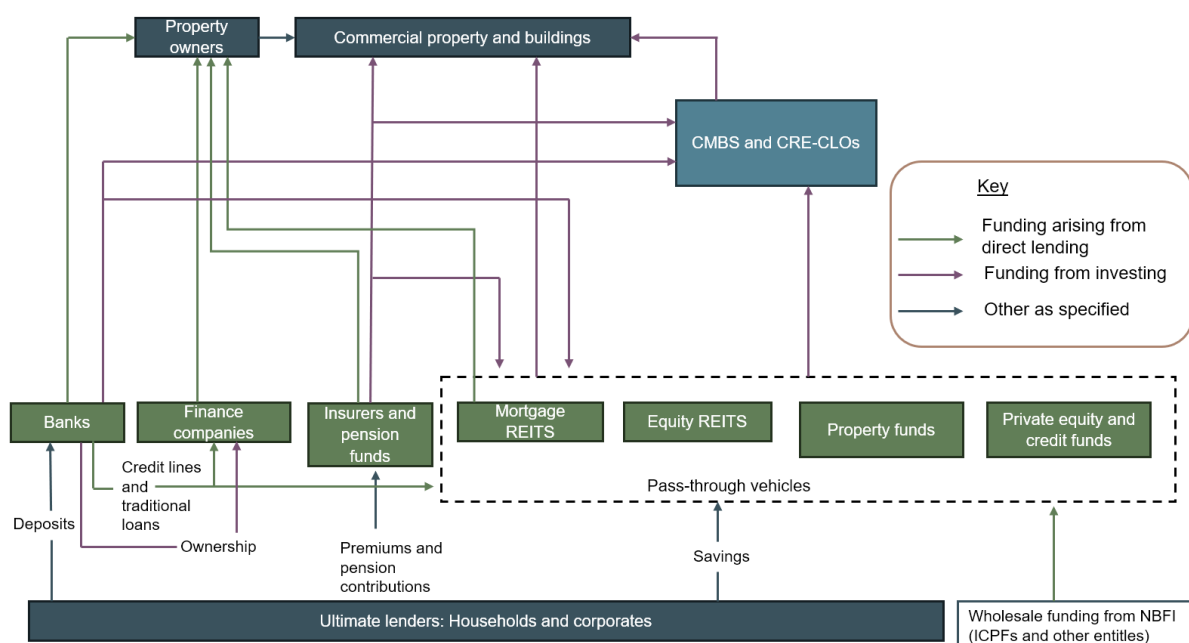 Property
owners
Commercial property and buildings
CMBS and CRE-CLOs
Key
Funding arising from
direct lending
Funding from investing
Other as specified
Banks
Finance
companies
Insurers and
pension
funds
Mortgage
REITS
Equity REITS
Property funds
Private equity and
credit funds
Pass-through vehicles
Credit lines
and
traditional
loans
Deposits
Ownership
Premiums and
pension
contributions
Savings
Ultimate lenders: Households and corporates
Wholesale funding from NBFI
(ICPFs and other entitles)